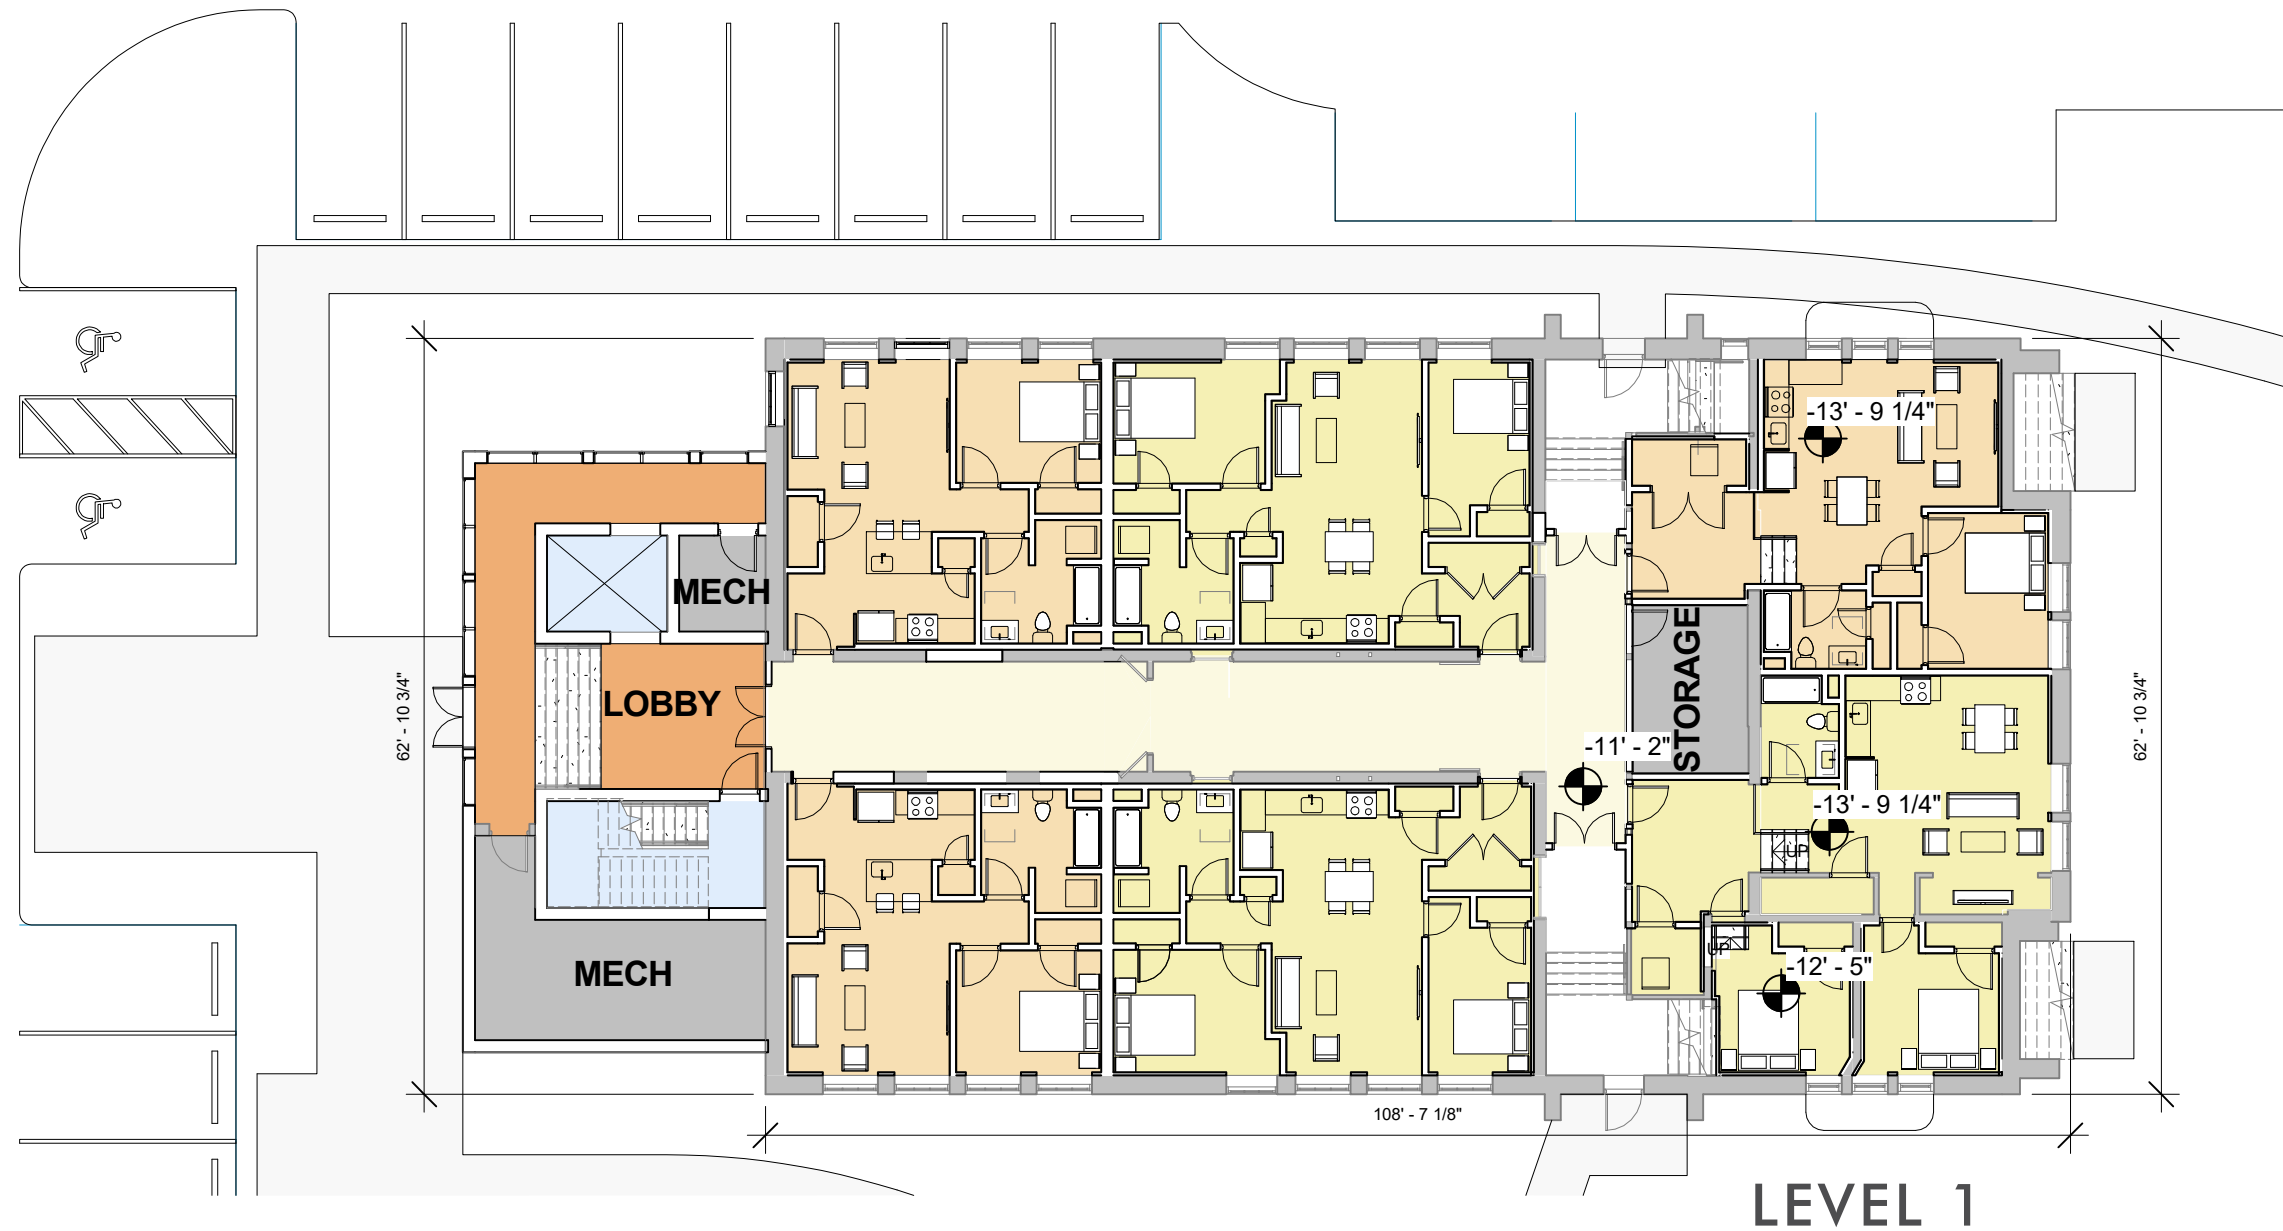 -13' - 9 1/4"
MECH
STORAGE
LOBBY
62' - 10 3/4"
62' - 10 3/4"
-11' - 2"
-13' - 9 1/4"
UP
UP
-12' - 5"
MECH
108' - 7 1/8"
LEVEL 1